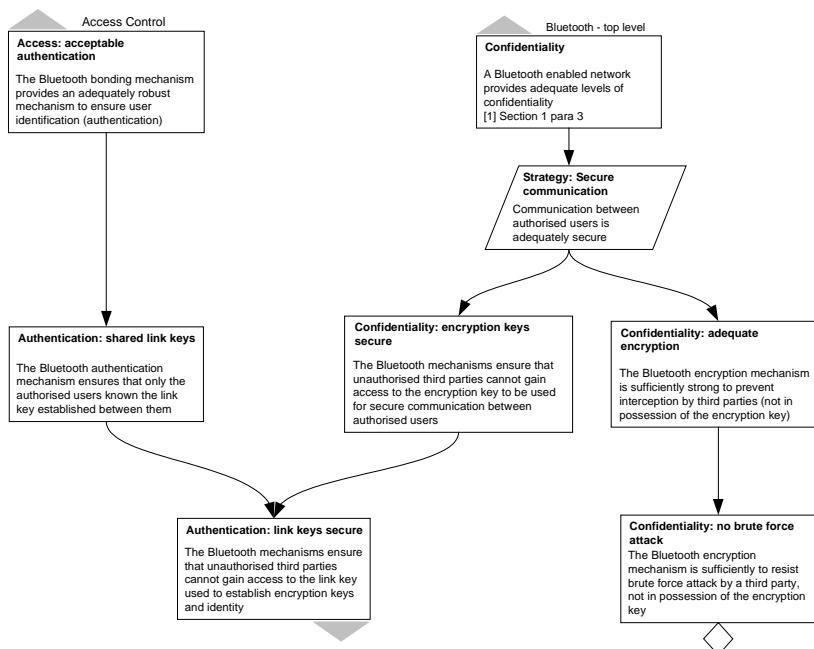 Access Control
Access: acceptable
authentication
The Bluetooth bonding mechanism
provides an adequately robust
mechanism to ensure user
identification (authentication)
Bluetooth - top level
Confidentiality
A Bluetooth enabled network
provides adequate levels of
confidentiality
[1] Section 1 para 3
Strategy: Secure
communication
Communication between
authorised users is
adequately secure
Authentication: shared link keys
The Bluetooth authentication
mechanism ensures that only the
authorised users known the link
key established between them
Confidentiality: encryption keys
secure
The Bluetooth mechanisms ensure that
unauthorised third parties cannot gain
access to the encryption key to be used
for secure communication between
authorised users
Confidentiality: adequate
encryption
The Bluetooth encryption mechanism
is sufficiently strong to prevent
interception by third parties (not in
possession of the encryption key)
Authentication: link keys secure
The Bluetooth mechanisms ensure
that unauthorised third parties
cannot gain access to the link key
used to establish encryption keys
and identity
Confidentiality: no brute force
attack
The Bluetooth encryption
mechanism is sufficiently to resist
brute force attack by a third party,
not in possession of the encryption
key